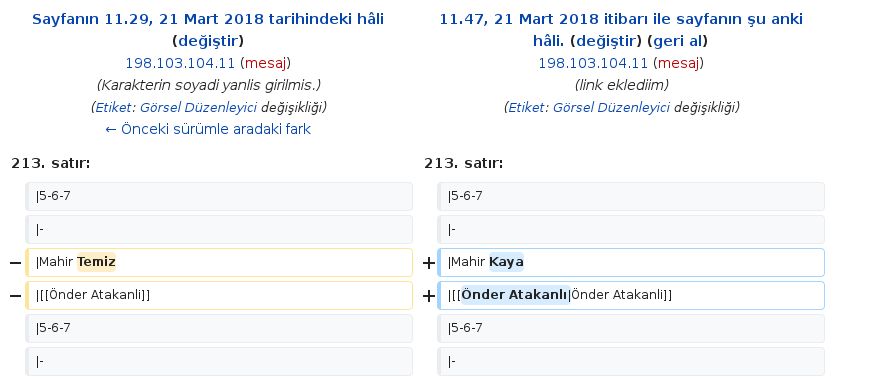 Sayfanın 11.29, 21 Mart 2018 tarihindeki hâli
(değiştir)
198.103.104.11 (mesaj)
(Karakterin soyadi yanlis girilmis.)
(Etiket: Görsel Düzenleyici değişikliği)
← Önceki sürümle aradaki fark
11.47, 21 Mart 2018 itibarı ile sayfanın şu anki
hâli. (değiştir) (geri al)
198.103.104.11 (mesaj)
(link eklediim)
(Etiket: Görsel Düzenleyici değişikliği)
213. satır:
213. satır:
|5-6-7
|5-6-7
|-
|-
− |Mahir Temiz
+ |Mahir Kaya
− |[[Önder Atakanli]]
+ |[[Önder Atakanlı|Önder Atakanli]]
|5-6-7
|5-6-7
|-
|-